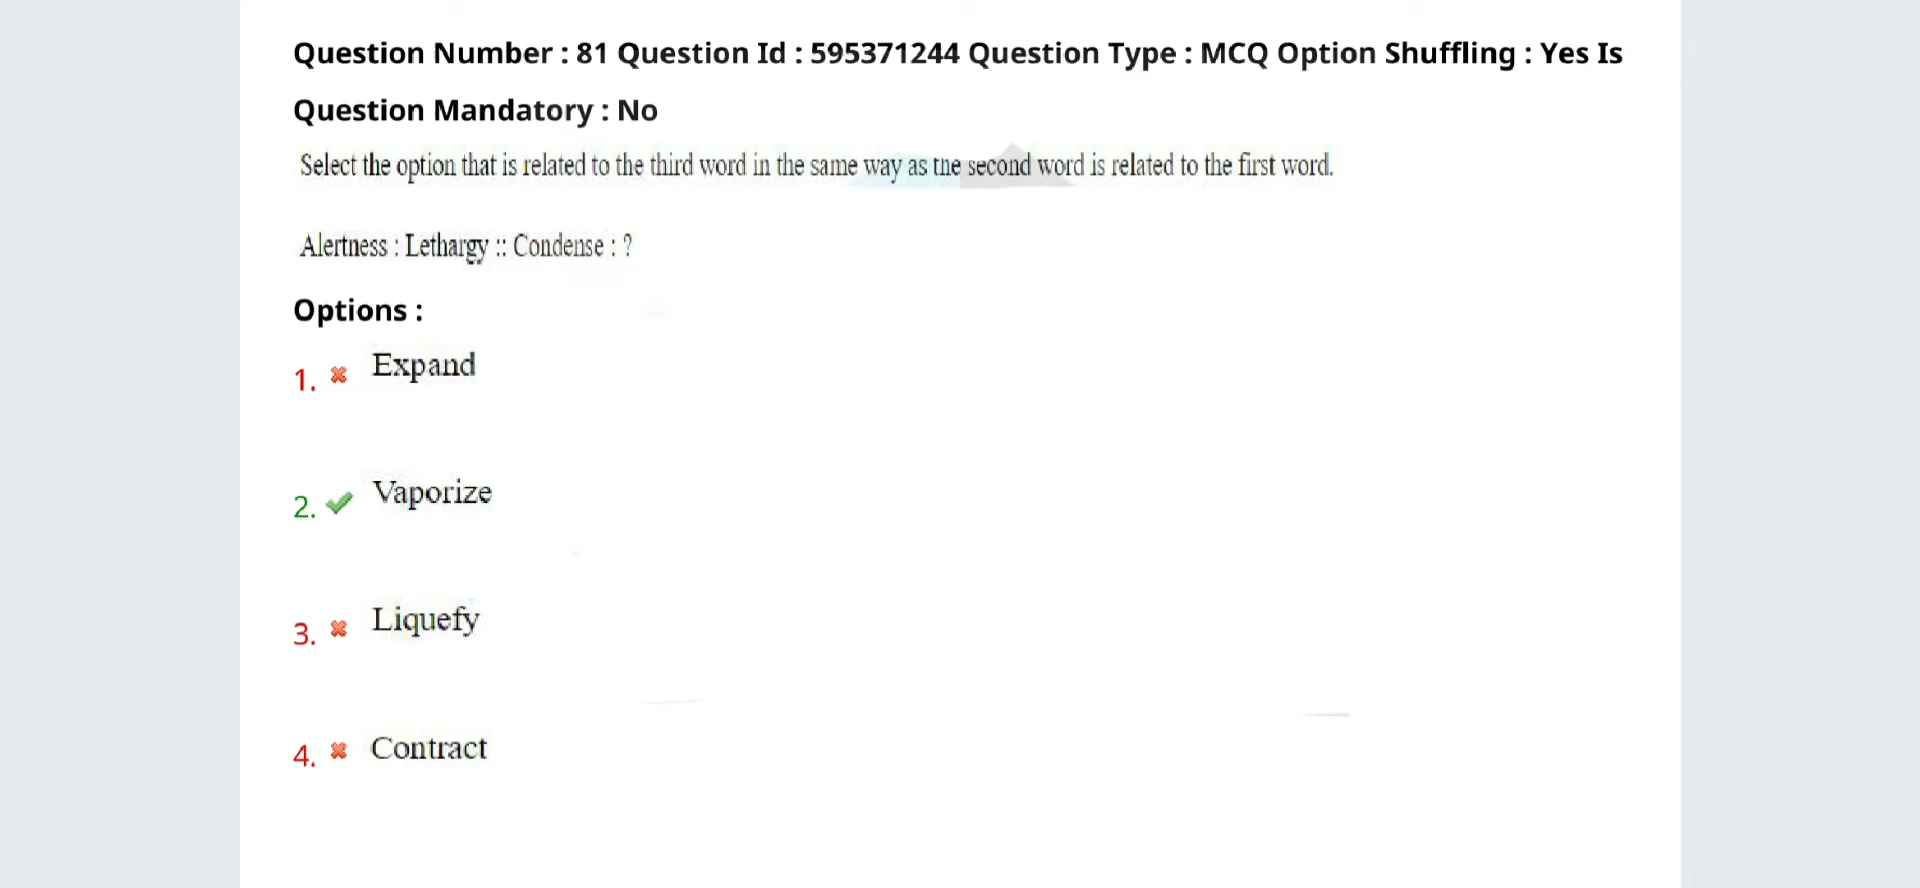 Question Number : 81 Question Id : 595371244 Question Type : MCQ Option Shuffling : Yes Is
Question Mandatory : No
Select the option that is related to the third word in the same way as the second word is related to the first word.
Alertness : Lethargy :: Condense : ?
Options :
1. Expand
2. Vaporize
3. Liquefy
4. Contract